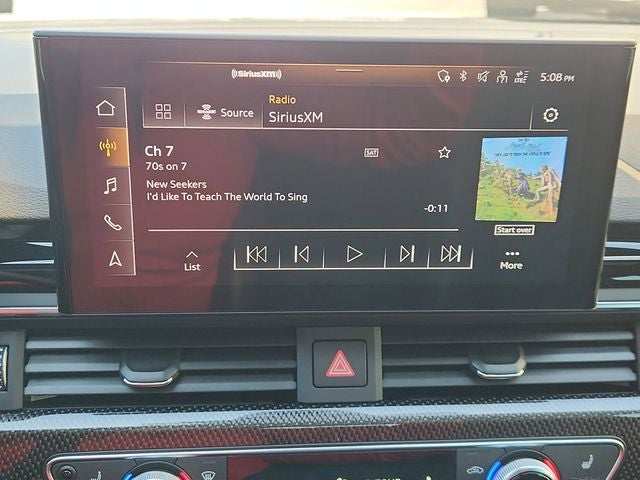 ((SiriusXM))
5:08 PM
Source
Radio
SiriusXM
Ch 7
70s on 7
SAT
New Seekers
I'd Like To Teach The World To Sing
-0:11
Start over
List
More